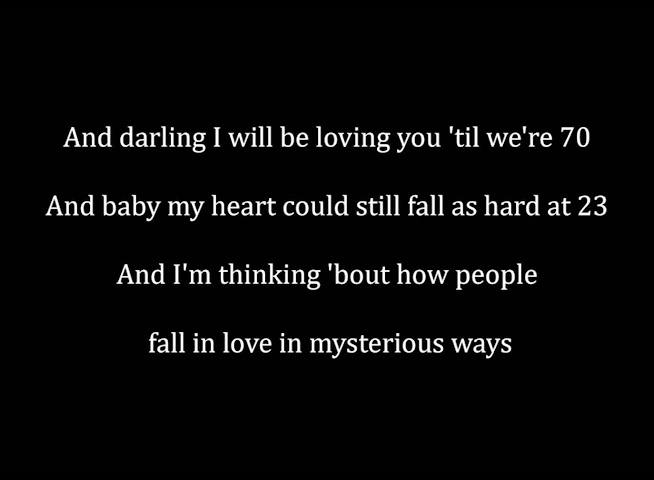 And darling I will be loving you 'til we're 70
And baby my heart could still fall as hard at 23
And I'm thinking 'bout how people
fall in love in mysterious ways